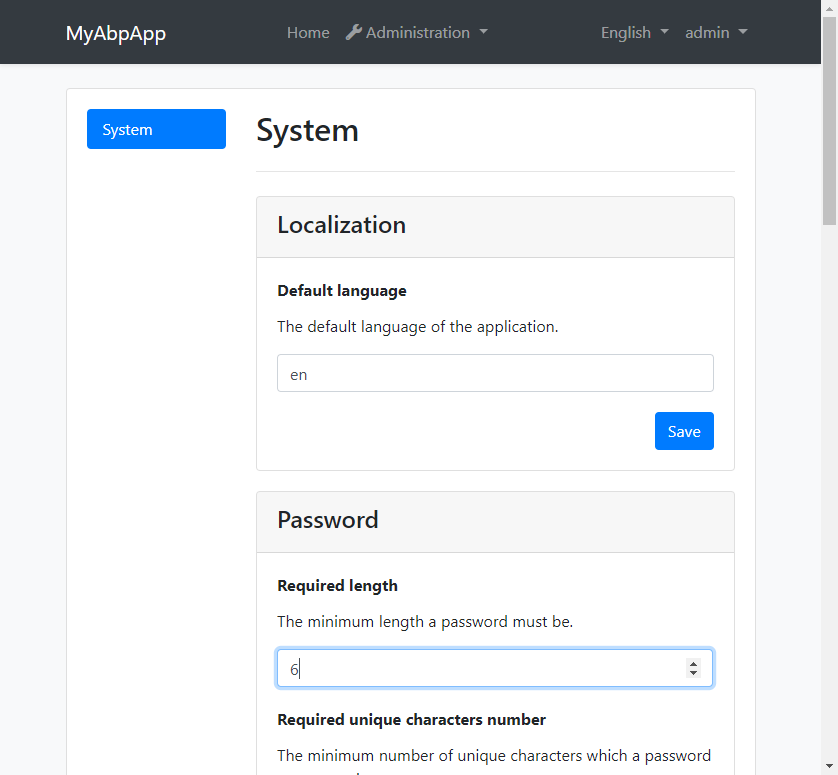 MyAbpApp Home Administration English admin
System
System
Localization
Default language
The default language of the application.
en
Save
Password
Required length
The minimum length a password must be.
6
Required unique characters number
The minimum number of unique characters which a password